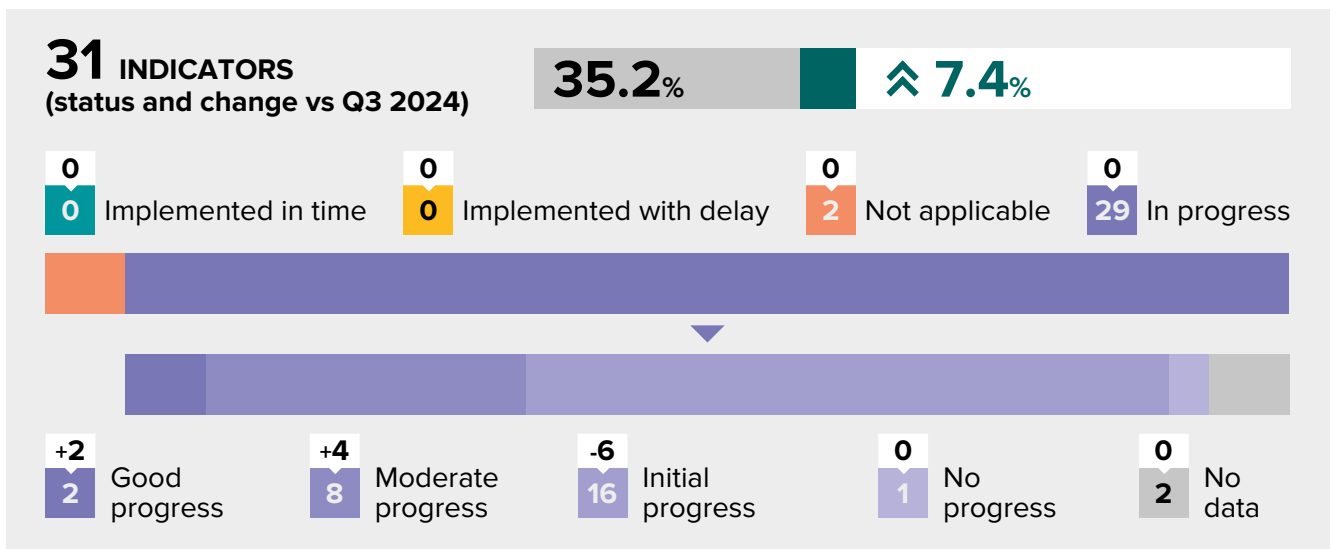 31 INDICATORS
(status and change vs Q3 2024)
35.2%
7.4%
0
0 Implemented in time
0
0 Implemented with delay
0
2 Not applicable
0
29 In progress
+2
2 Good
progress
+4
8 Moderate
progress
-6
16 Initial
progress
0
1 No
progress
0
2 No
data